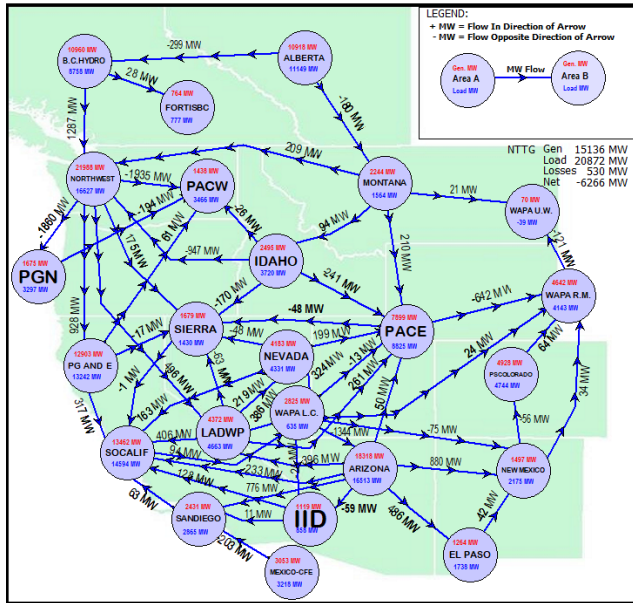 LEGEND:
+ MW = Flow In Direction of Arrow
- MW = Flow Opposite Direction of Arrow
Gen. MW
Area A
Load MW
MW Flow
Gen. MW
Area B
Load MW
NTTG Gen 15136 MW
Load 20872 MW
Losses 530 MW
Net -6266 MW
10960 MW
B.C.HYDRO
8738 MW
-299 MW
10918 MW
ALBERTA
11149 MW
28 MW
764 MW
FORTISBC
777 MW
1287 MW
-180 MW
209 MW
21988 MW
NORTHWEST
16627 MW
-1935 MW
1438 MW
PACW
3466 MW
2244 MW
MONTANA
1564 MW
21 MW
70 MW
WAPA U.W.
-39 MW
-1860 MW
-194 MW
61 MW
175 MW
-26 MW
94 MW
210 MW
-121 MW
-947 MW
1673 MW
PGN
3297 MW
2495 MW
IDAHO
3720 MW
-241 MW
-170 MW
-642 MW
4642 MW
WAPA R.M.
4143 MW
928 MW
1679 MW
SIERRA
1430 MW
-48 MW
-48 MW
199 MW
7899 MW
PACE
8825 MW
-17 MW
12903 MW
PG AND E
13242 MW
4183 MW
NEVADA
4331 MW
-63 MW
324 MW
-13 MW
261 MW
24 MW
64 MW
4928 MW
PSCOLORADO
4744 MW
-1 MW
496 MW
-163 MW
219 MW
386 MW
2825 MW
WAPA L.C.
635 MW
50 MW
34 MW
317 MW
4372 MW
LADWP
4663 MW
406 MW
94 MW
1344 MW
-75 MW
-56 MW
13462 MW
SOCALIF
14594 MW
-396 MW
-233 MW
128 MW
776 MW
18318 MW
ARIZONA
16813 MW
880 MW
1497 MW
NEW MEXICO
2175 MW
63 MW
2431 MW
SANDIEGO
2865 MW
11 MW
1119 MW
IID
-59 MW
486 MW
42 MW
-203 MW
3053 MW
MEXICO-CFE
3218 MW
1264 MW
EL PASO
1738 MW